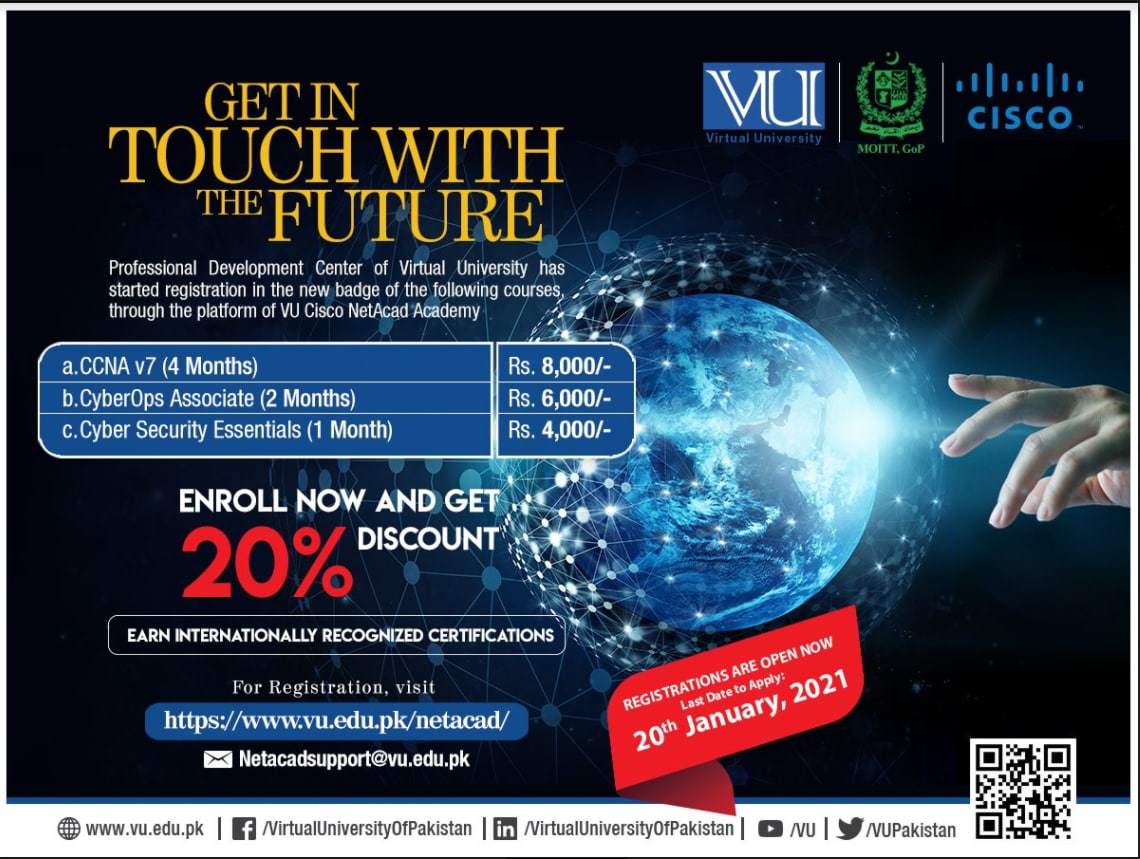 GET IN
TOUCH WITH
THE FUTURE
VU
Virtual University
MOITT, GoP
CISCO
Professional Development Center of Virtual University has
started registration in the new badge of the following courses,
through the platform of VU Cisco NetAcad Academy
a.CCNA v7 (4 Months) Rs. 8,000/-
b.CyberOps Associate (2 Months) Rs. 6,000/-
c.Cyber Security Essentials (1 Month) Rs. 4,000/-
ENROLL NOW AND GET
20% DISCOUNT
EARN INTERNATIONALLY RECOGNIZED CERTIFICATIONS
For Registration, visit
https://www.vu.edu.pk/netacad/
Netacadsupport@vu.edu.pk
REGISTRATIONS ARE OPEN NOW
Last Date to Apply:
20th January, 2021
www.vu.edu.pk | /VirtualUniversityOfPakistan | /VirtualUniversityOfPakistan | /VU | /VUPakistan